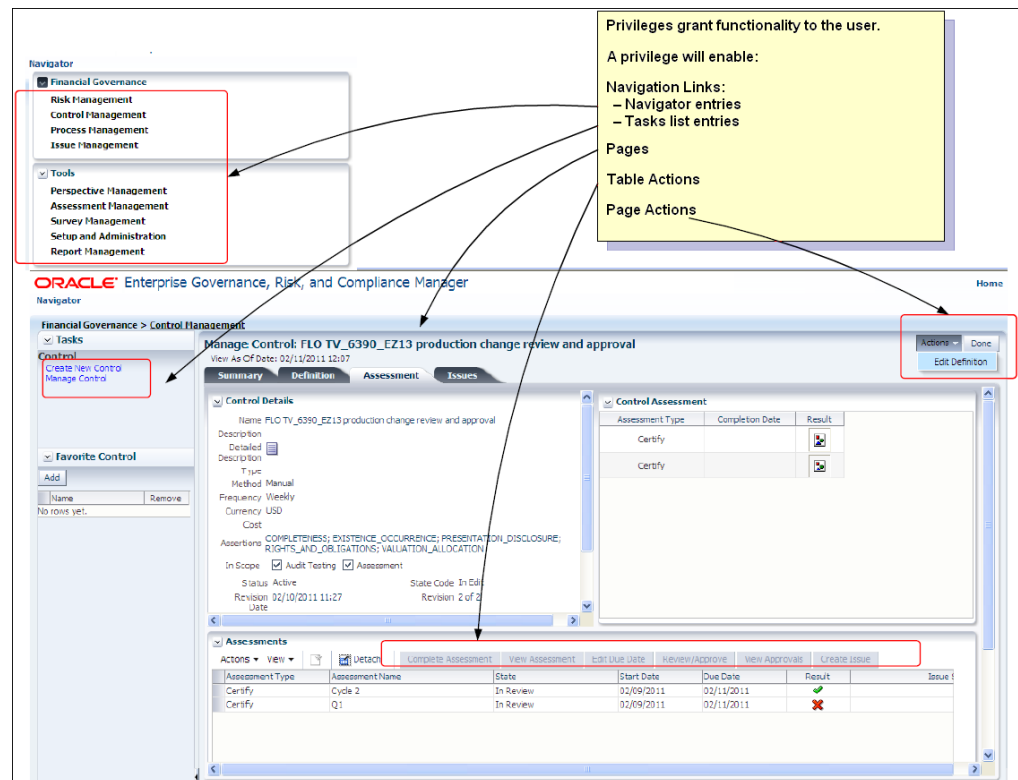 Privileges grant functionality to the user.
A privilege will enable:
Navigation Links:
– Navigator entries
– Tasks list entries
Pages
Table Actions
Page Actions
Navigator
Financial Governance
Risk Management
Control Management
Process Management
Issue Management
Tools
Perspective Management
Assessment Management
Survey Management
Setup and Administration
Report Management
ORACLE Enterprise Governance, Risk, and Compliance Manager
Home
Navigator
Financial Governance > Control Management
Tasks
Control
Create New Control
Manage Control
Favorite Control
Add
Name Remove
No rows yet.
Manage Control: FLO TV_6390_EZ13 production change review and approval
View As Of Date: 02/11/2011 12:07
Actions Done
Edit Definition
Summary Definition Assessment Issues
Control Details
Name FLO TV_6390_EZ13 production change review and approval
Description
Detailed Description
Type
Method Manual
Frequency Weekly
Currency USD
Cost
Assertions COMPLETENESS; EXISTENCE_OCCURRENCE; PRESENTATION_DISCLOSURE;
RIGHTS_AND_OBLIGATIONS; VALUATION_ALLOCATION
In Scope Audit Testing Assessment
Status Active State Code In Edit
Revision Date 02/10/2011 11:27 Revision 2 of 2
Control Assessment
Assessment Type Completion Date Result
Certify
Certify
Assessments
Actions View Detach Complete Assessment View Assessment Edit Due Date Review/Approve View Approvals Create Issue
Assessment Type Assessment Name State Start Date Due Date Result Issue
Certify Cycle 2 In Review 02/09/2011 02/11/2011
Certify Q1 In Review 02/09/2011 02/11/2011